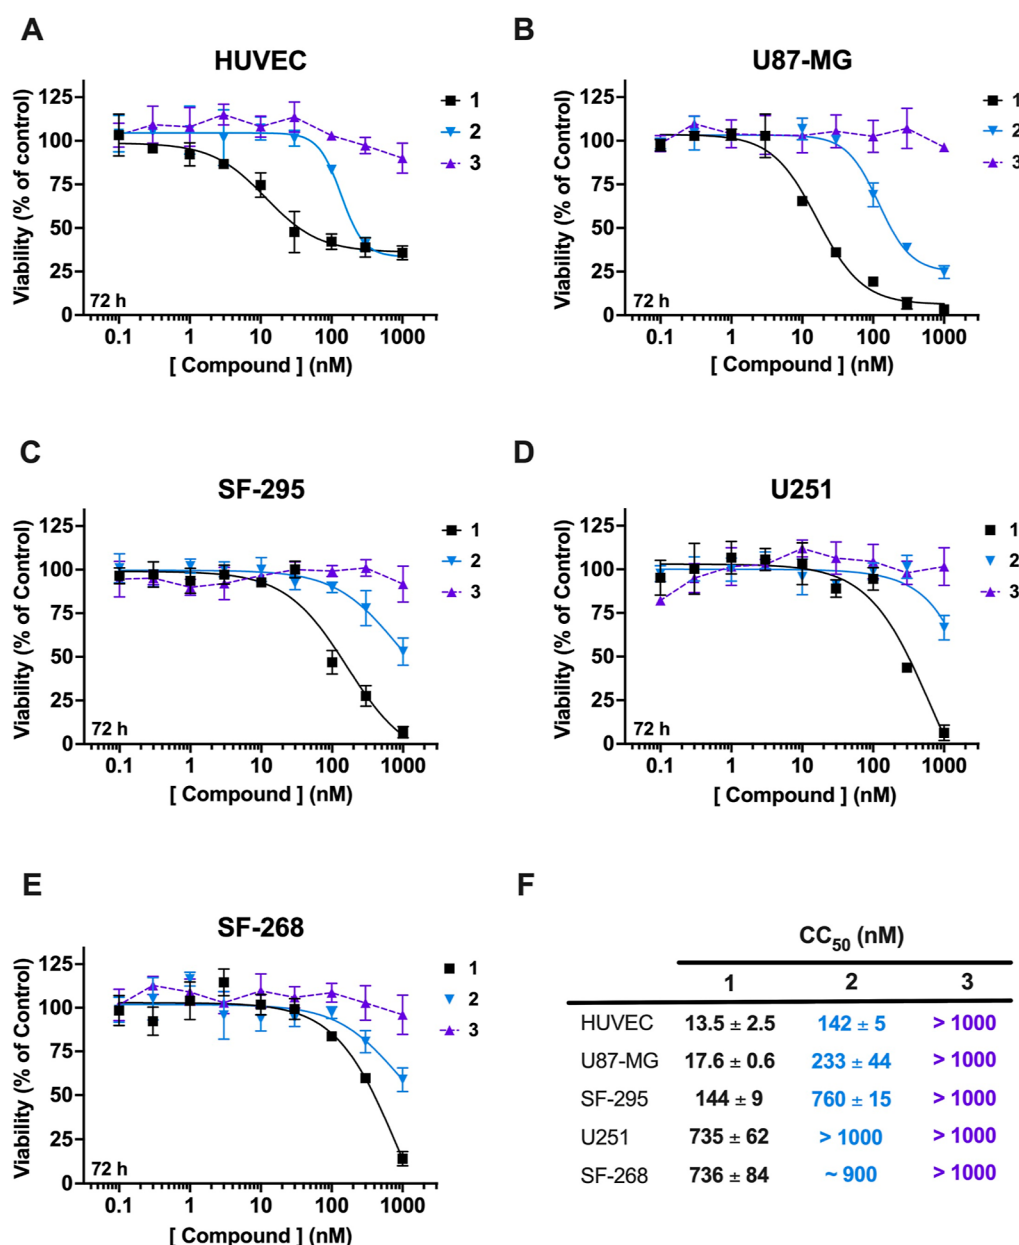 A
HUVEC
Viability (% of control)
125
100
75
50
25
0
72 h
0.1 1 10 100 1000
[ Compound ] (nM)
1
2
3
B
U87-MG
Viability (% of Control)
125
100
75
50
25
0
72 h
0.1 1 10 100 1000
[ Compound ] (nM)
1
2
3
C
SF-295
Viability (% of Control)
125
100
75
50
25
0
72 h
0.1 1 10 100 1000
[ Compound ] (nM)
1
2
3
D
U251
Viability (% of Control)
125
100
75
50
25
0
72 h
0.1 1 10 100 1000
[ Compound ] (nM)
1
2
3
E
SF-268
Viability (% of Control)
125
100
75
50
25
0
72 h
0.1 1 10 100 1000
[ Compound ] (nM)
1
2
3
F
CC50 (nM)
1 2 3
HUVEC 13.5 ± 2.5 142 ± 5 > 1000
U87-MG 17.6 ± 0.6 233 ± 44 > 1000
SF-295 144 ± 9 760 ± 15 > 1000
U251 735 ± 62 > 1000 > 1000
SF-268 736 ± 84 ~ 900 > 1000